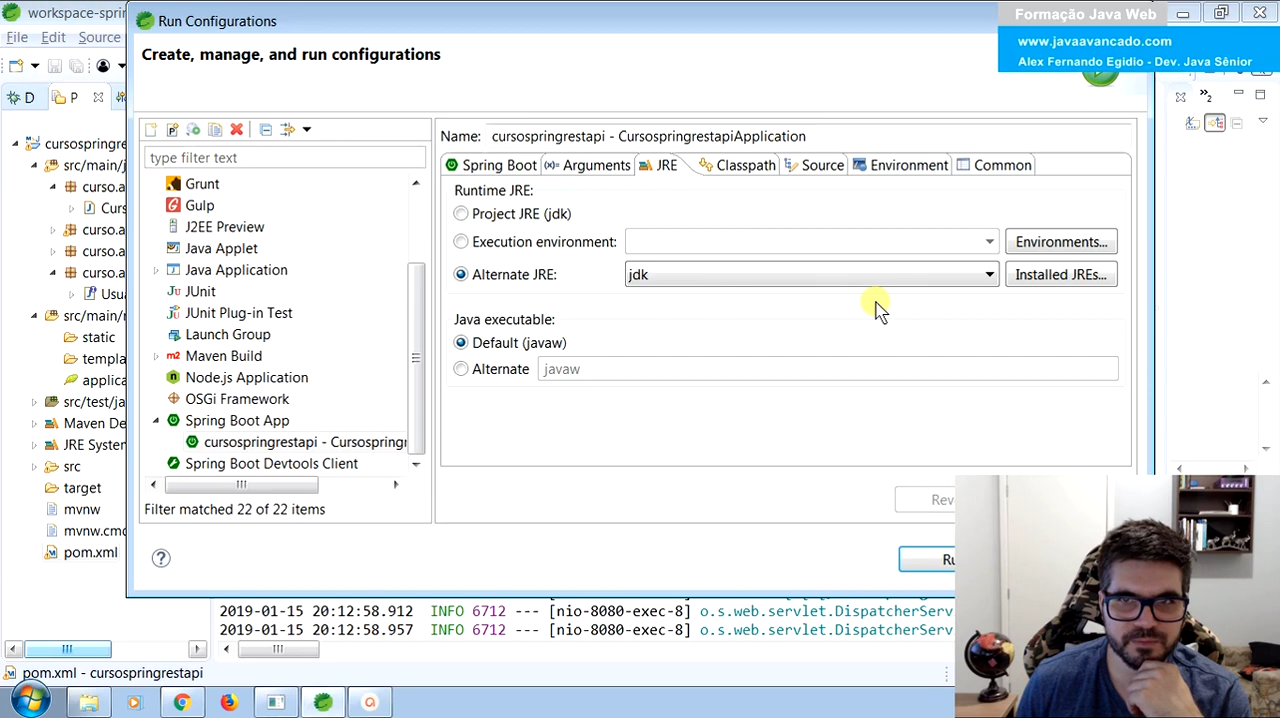 workspace-spri
Run Configurations
Formação Java Web
www.javaavancado.com
Alex Fernando Egidio - Dev. Java Sênior
File Edit Source
Create, manage, and run configurations
D
P
2
type filter text
Name: cursospringrestapi - CursospringrestapiApplication
Spring Boot
Arguments
JRE
Classpath
Source
Environment
Common
cursospringre
src/main/j
curso.a
Curs
curso.a
curso.a
curso.a
Usua
src/main/r
static
templa
applica
src/test/ja
Maven De
JRE System
src
target
mvnw
mvnw.cmc
pom.xml
Grunt
Gulp
J2EE Preview
Java Applet
Java Application
JUnit
JUnit Plug-in Test
Launch Group
Maven Build
Node.js Application
OSGi Framework
Spring Boot App
cursospringrestapi - Cursospringr
Spring Boot Devtools Client
Filter matched 22 of 22 items
Runtime JRE:
Project JRE (jdk)
Execution environment:
Environments...
Alternate JRE:
jdk
Installed JREs...
Java executable:
Default (javaw)
Alternate
javaw
Rev
Ru
2019-01-15 20:12:58.912 INFO 6712 --- [nio-8080-exec-8] o.s.web.servlet.DispatcherServ
2019-01-15 20:12:58.957 INFO 6712 --- [nio-8080-exec-8] o.s.web.servlet.DispatcherServ
pom.xml - cursospringrestapi